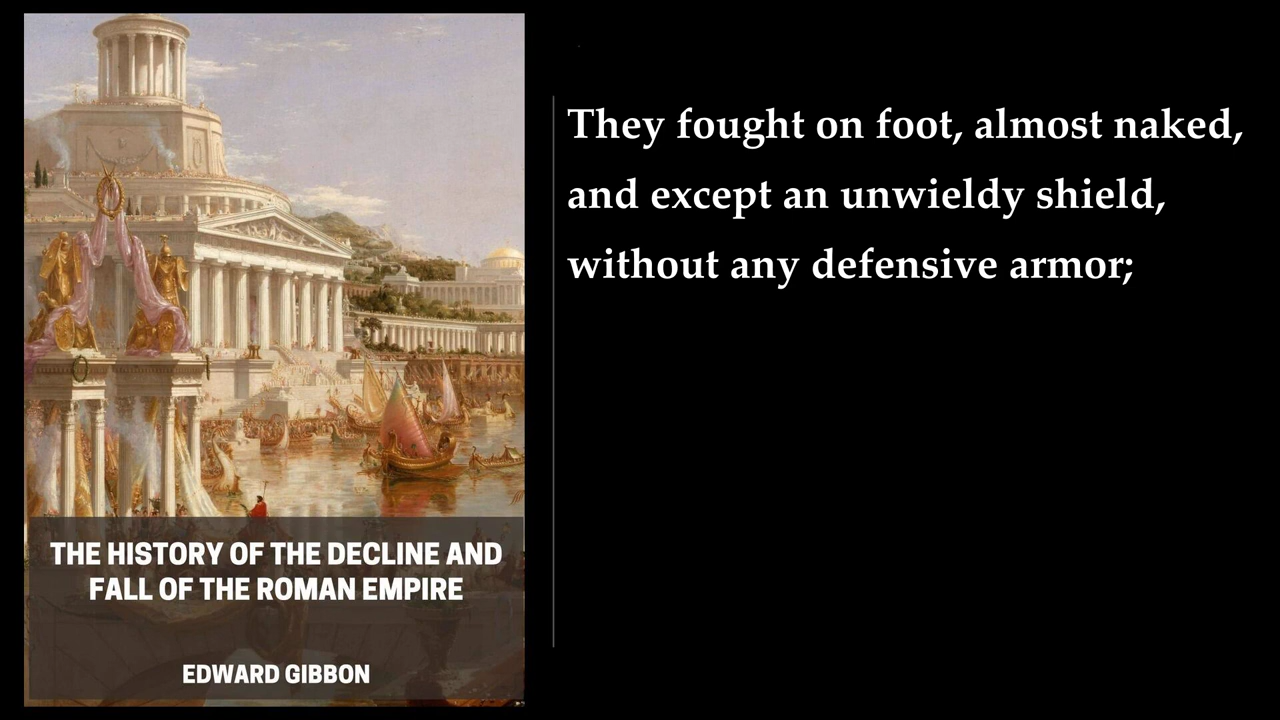 They fought on foot, almost naked,
and except an unwieldy shield,
without any defensive armor;
THE HISTORY OF THE DECLINE AND
FALL OF THE ROMAN EMPIRE
EDWARD GIBBON